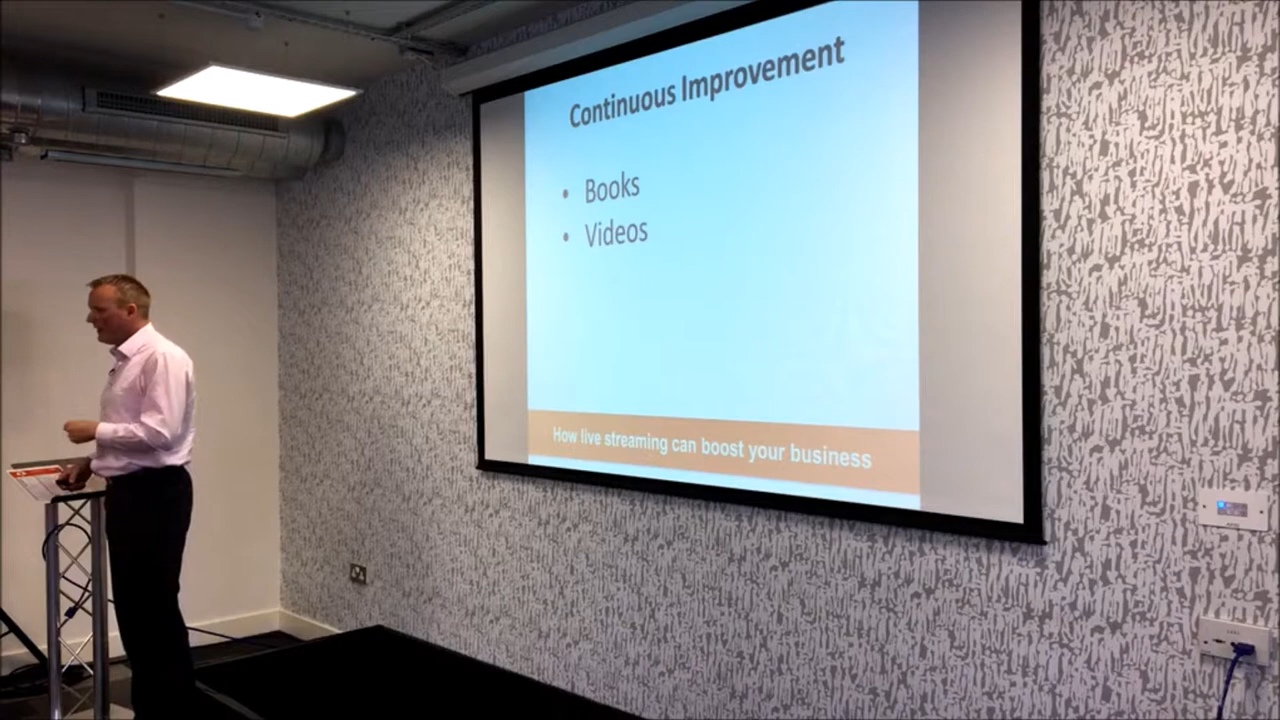 Continuous Improvement
• Books
• Videos
How live streaming can boost your business